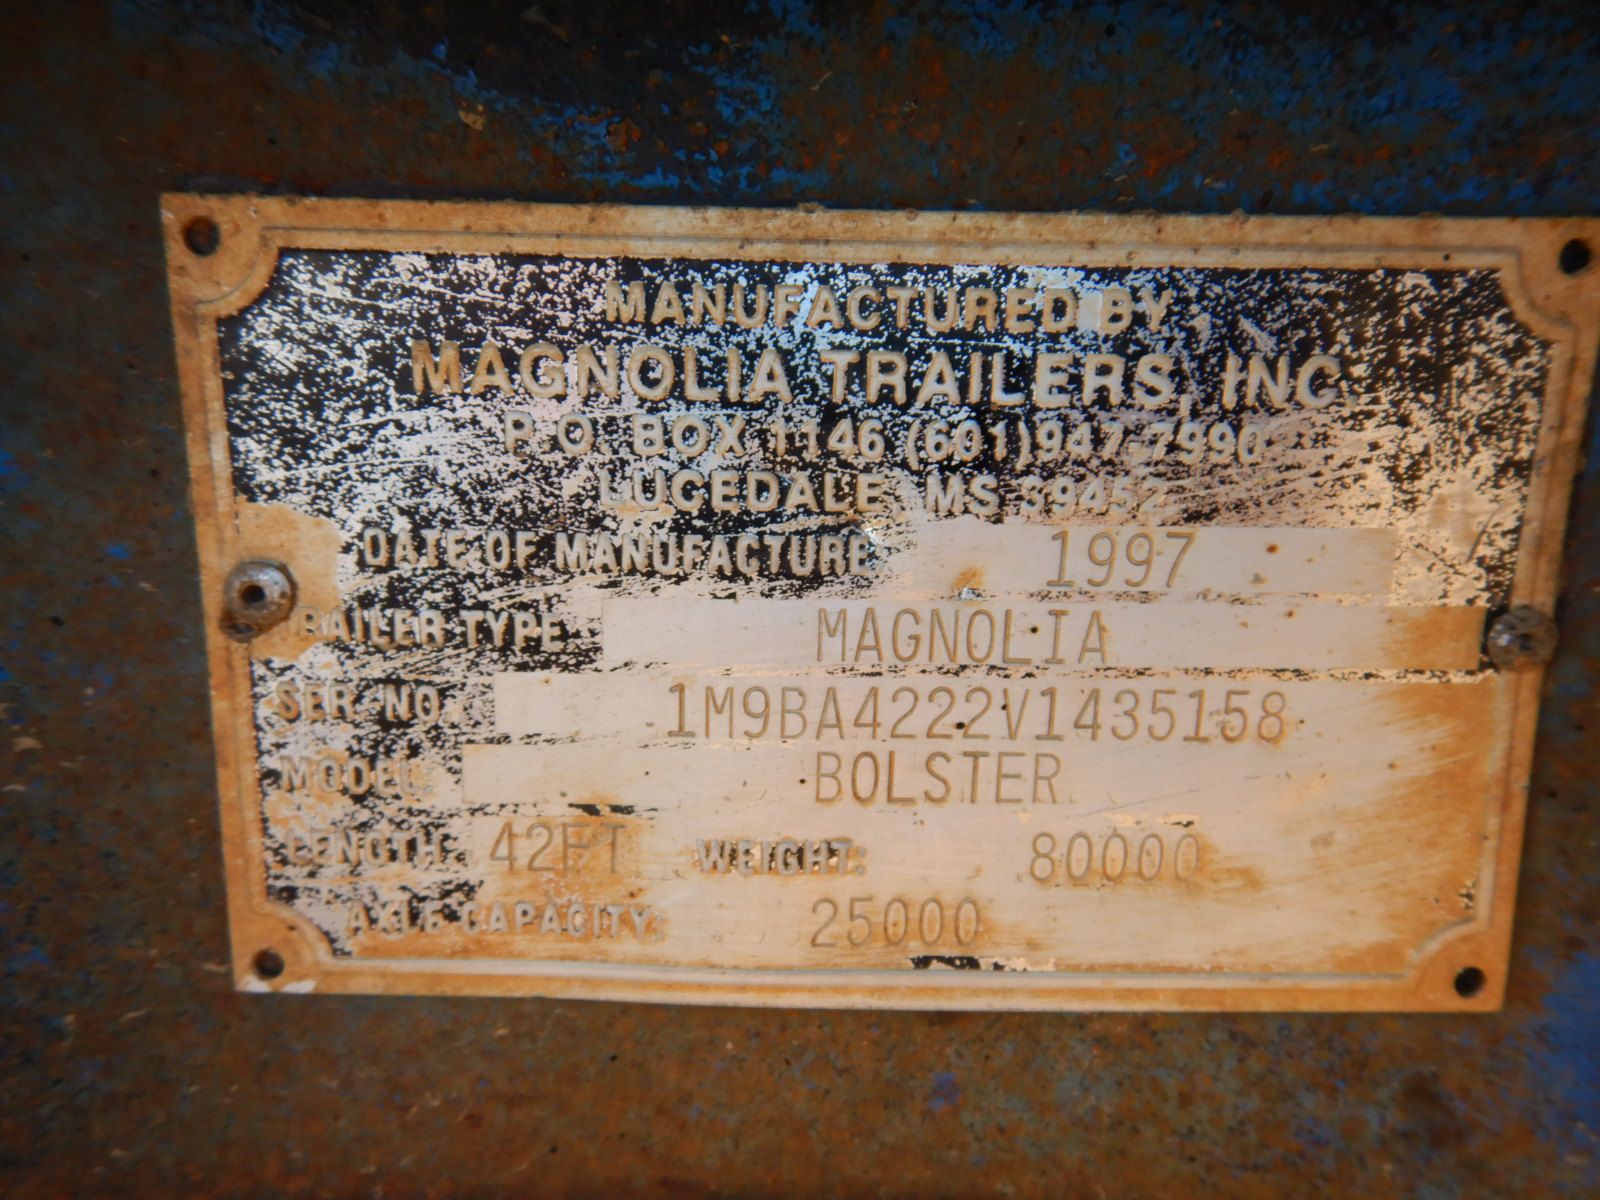 MANUFACTURED BY
MAGNOLIA TRAILERS, INC.
P.O. BOX 1146 (601)947-7990
LUCEDALE, MS 39452
DATE OF MANUFACTURE: 1997
TRAILER TYPE: MAGNOLIA
SER. NO. 1M9BA4222V1435158
MODEL: BOLSTER
LENGTH: 42FT WEIGHT: 80000
AXLE CAPACITY: 25000